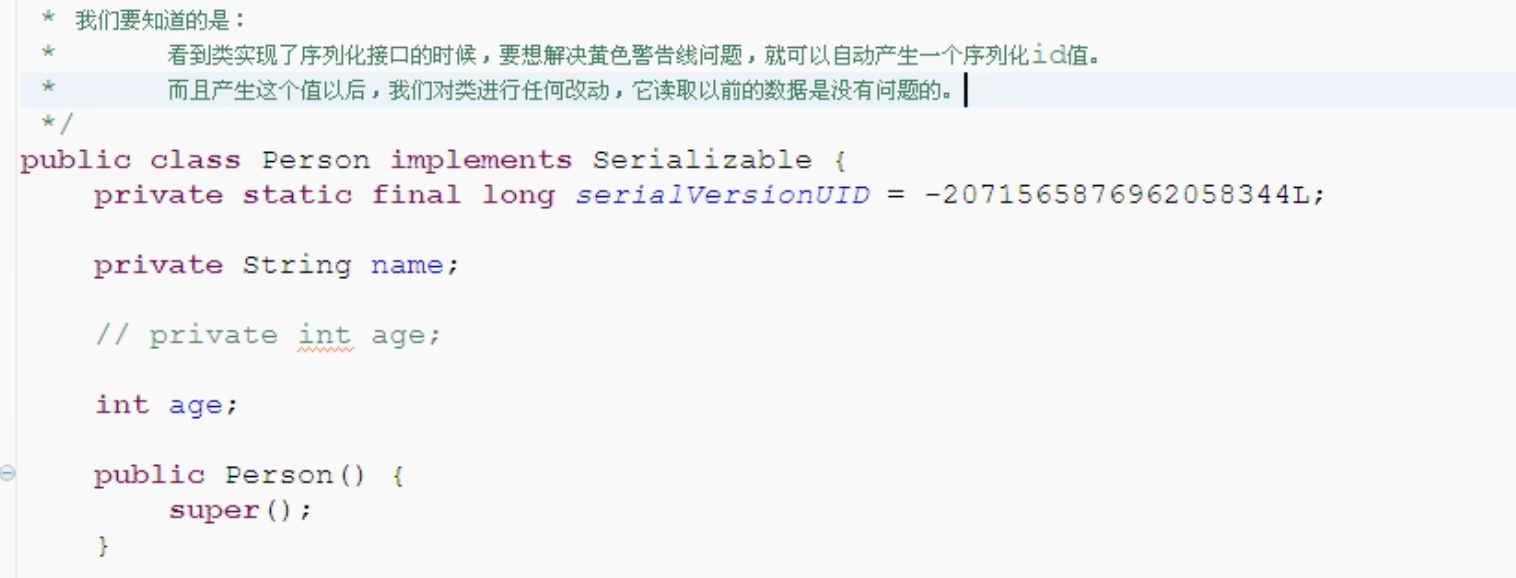 * 我们要知道的是：
* 看到类实现了序列化接口的时候，要想解决黄色警告线问题，就可以自动产生一个序列化id值。
* 而且产生这个值以后，我们对类进行任何改动，它读取以前的数据是没有问题的。
*/
public class Person implements Serializable {
private static final long serialVersionUID = -2071565876962058344L;
private String name;
// private int age;
int age;
public Person() {
super();
}